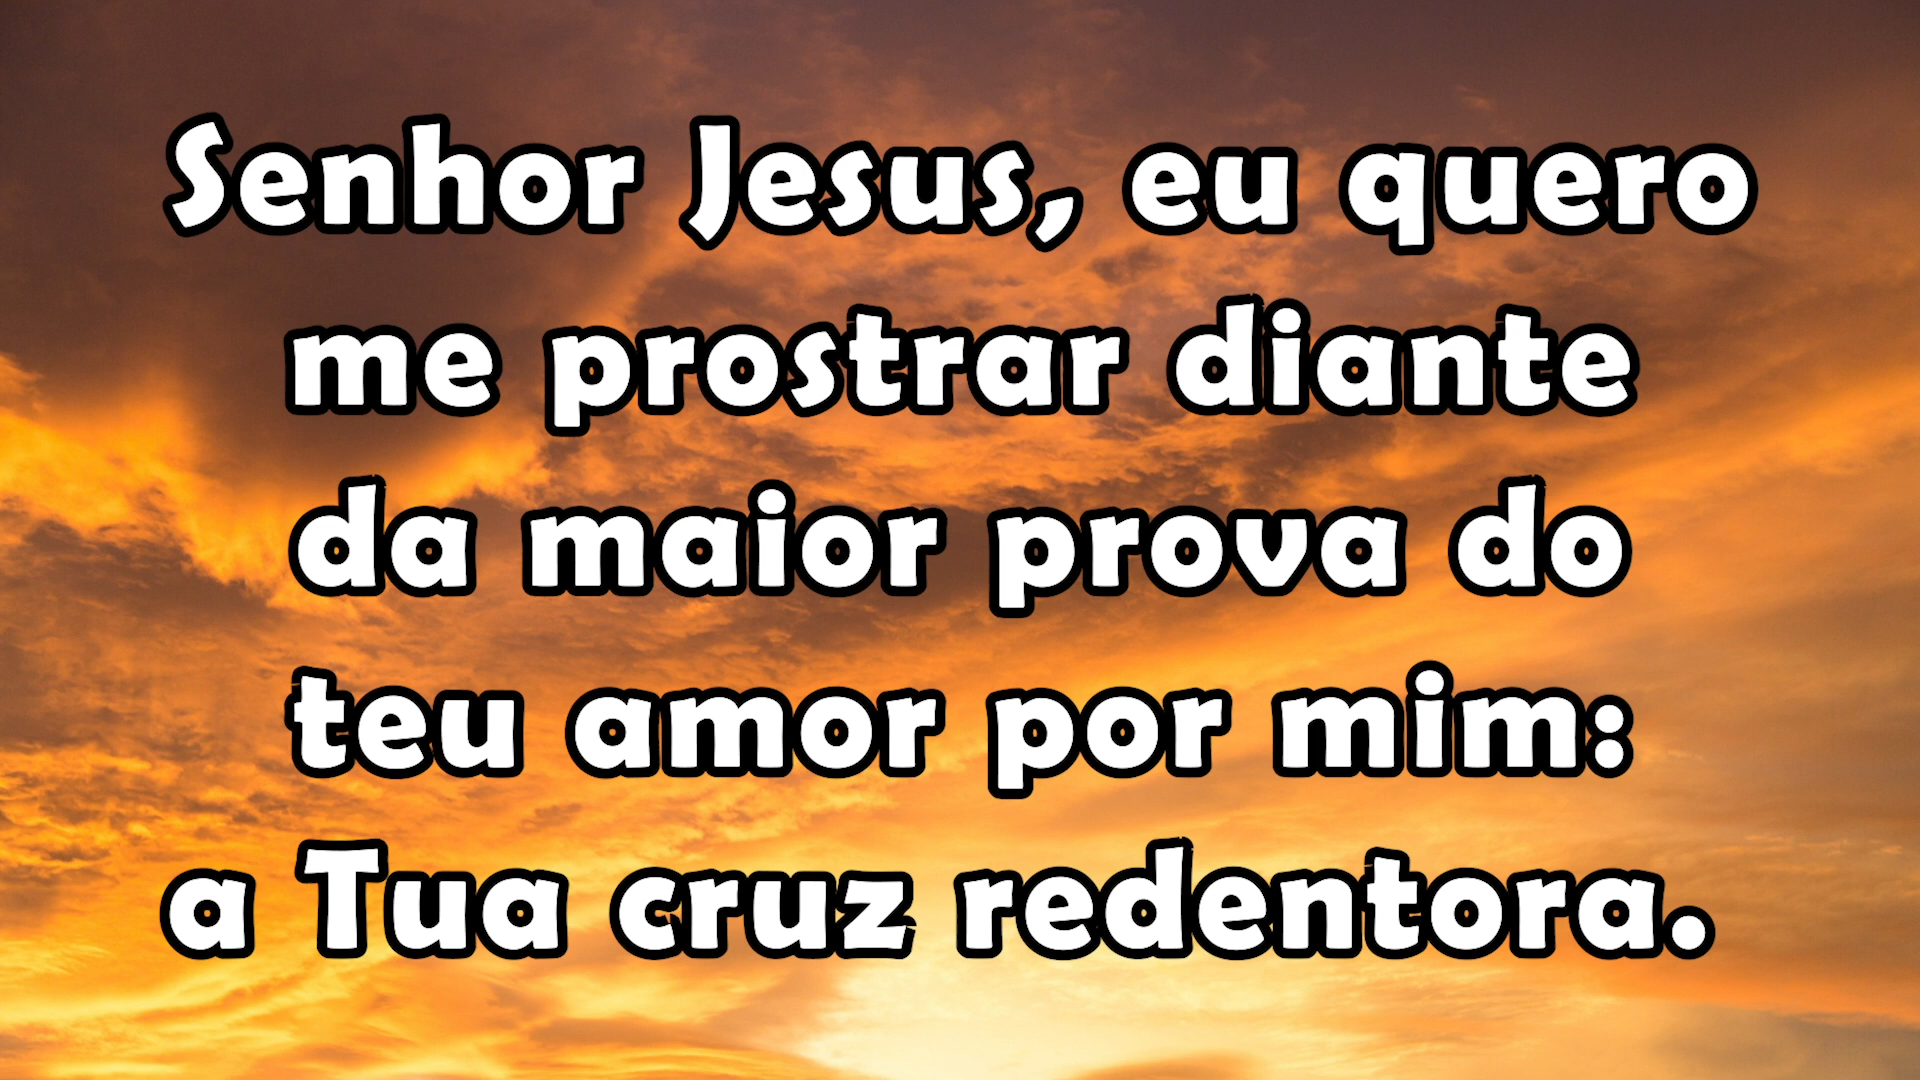 Senhor Jesus, eu quero
me prostrar diante
da maior prova do
teu amor por mim:
a Tua cruz redentora.